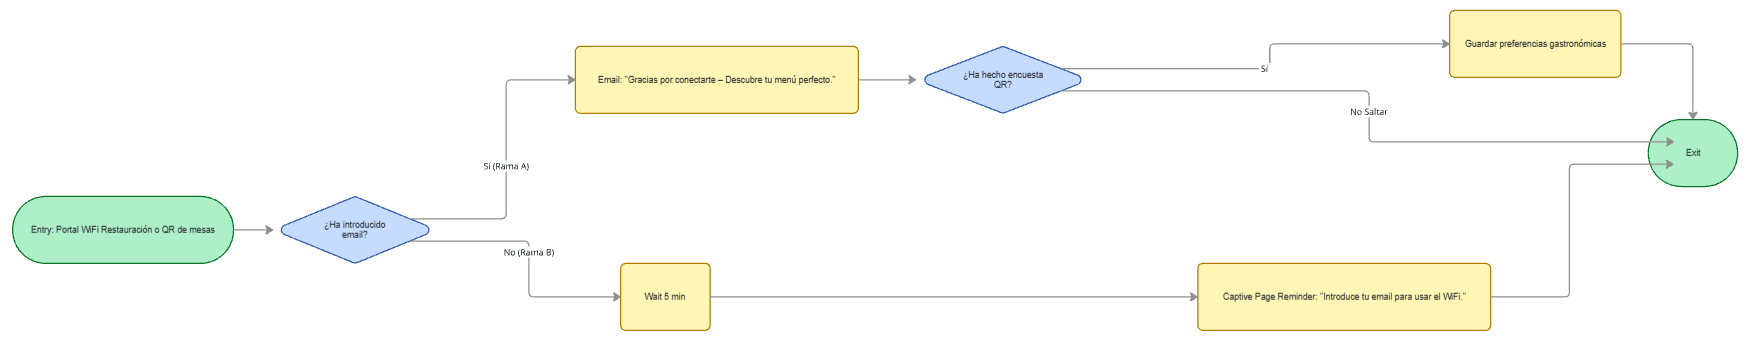 Guardar preferencias gastronómicas
Sí
Email: "Gracias por conectarte – Descubre tu menú perfecto."
¿Ha hecho encuesta
QR?
No Saltar
Exit
Sí (Rama A)
Entry: Portal WiFi Restauración o QR de mesas
¿Ha introducido
email?
No (Rama B)
Wait 5 min
Captive Page Reminder: "Introduce tu email para usar el WiFi."